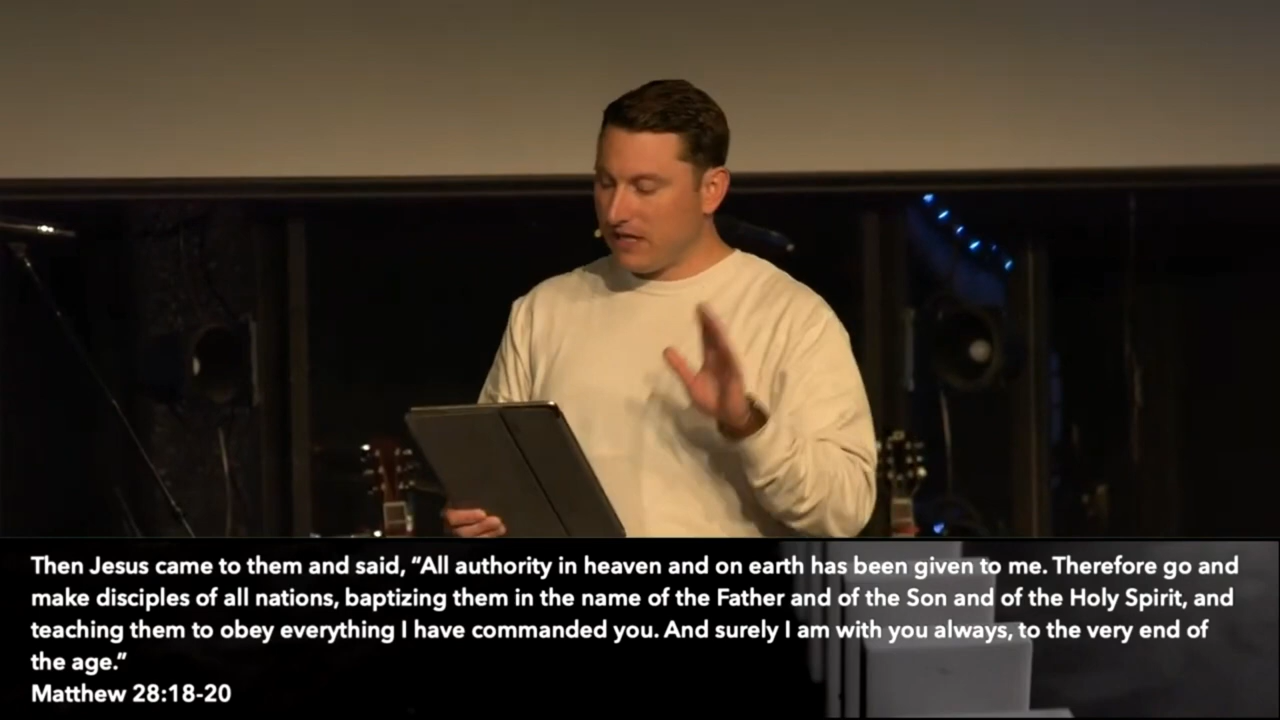 Then Jesus came to them and said, “All authority in heaven and on earth has been given to me. Therefore go and
make disciples of all nations, baptizing them in the name of the Father and of the Son and of the Holy Spirit, and
teaching them to obey everything I have commanded you. And surely I am with you always, to the very end of
the age.”
Matthew 28:18-20